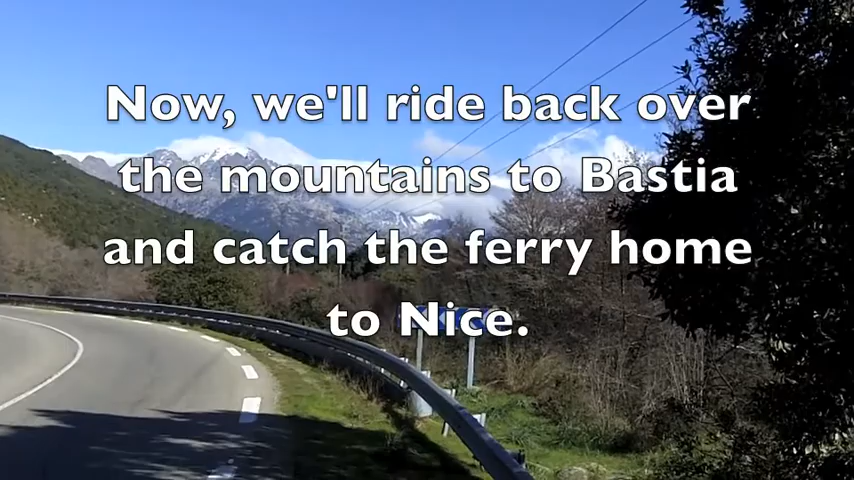 Now, we'll ride back over
the mountains to Bastia
and catch the ferry home
to Nice.